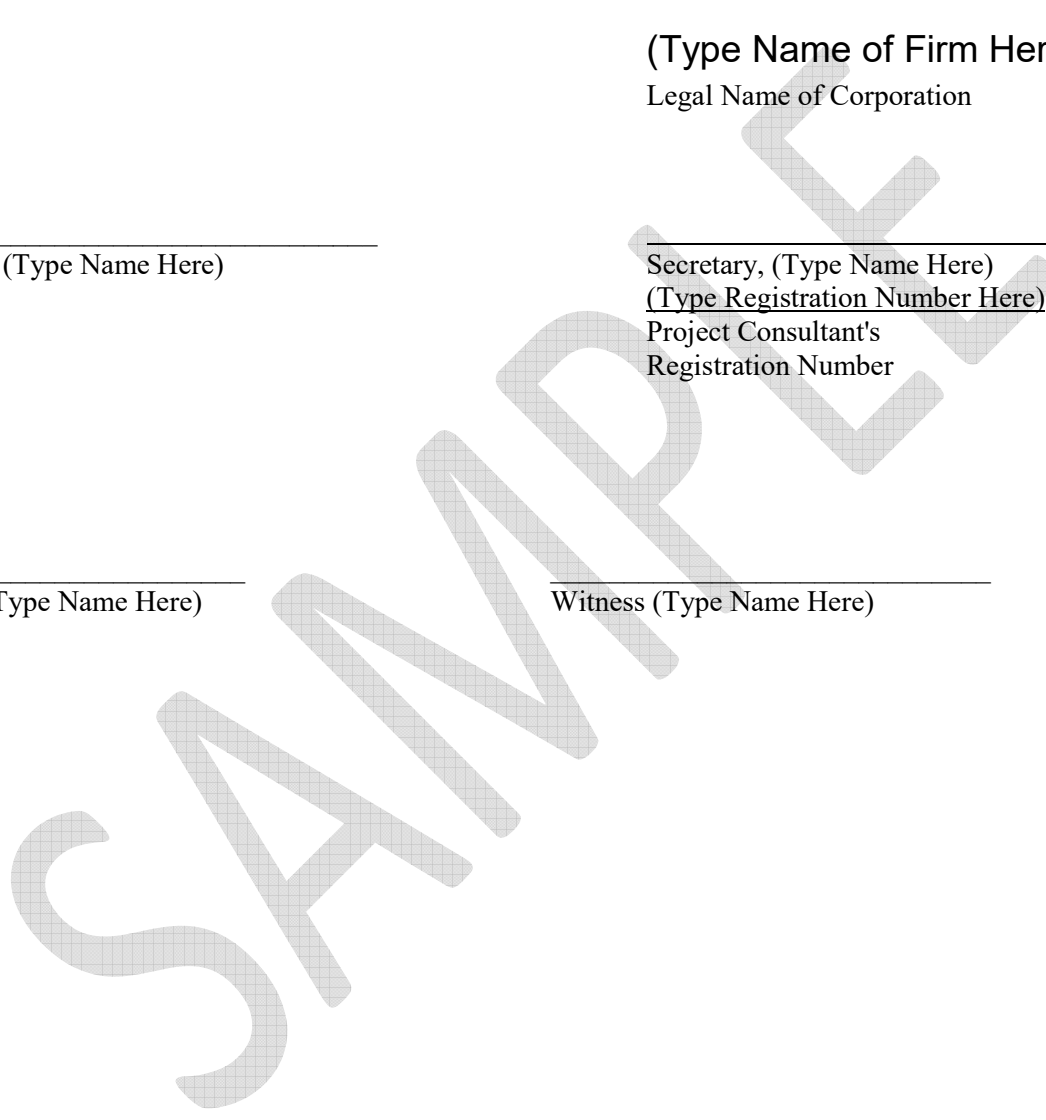 (Type Name of Firm Her
Legal Name of Corporation
(Type Name Here)
Secretary, (Type Name Here)
(Type Registration Number Here)
Project Consultant's
Registration Number
Type Name Here)
Witness (Type Name Here)
SAMPLE